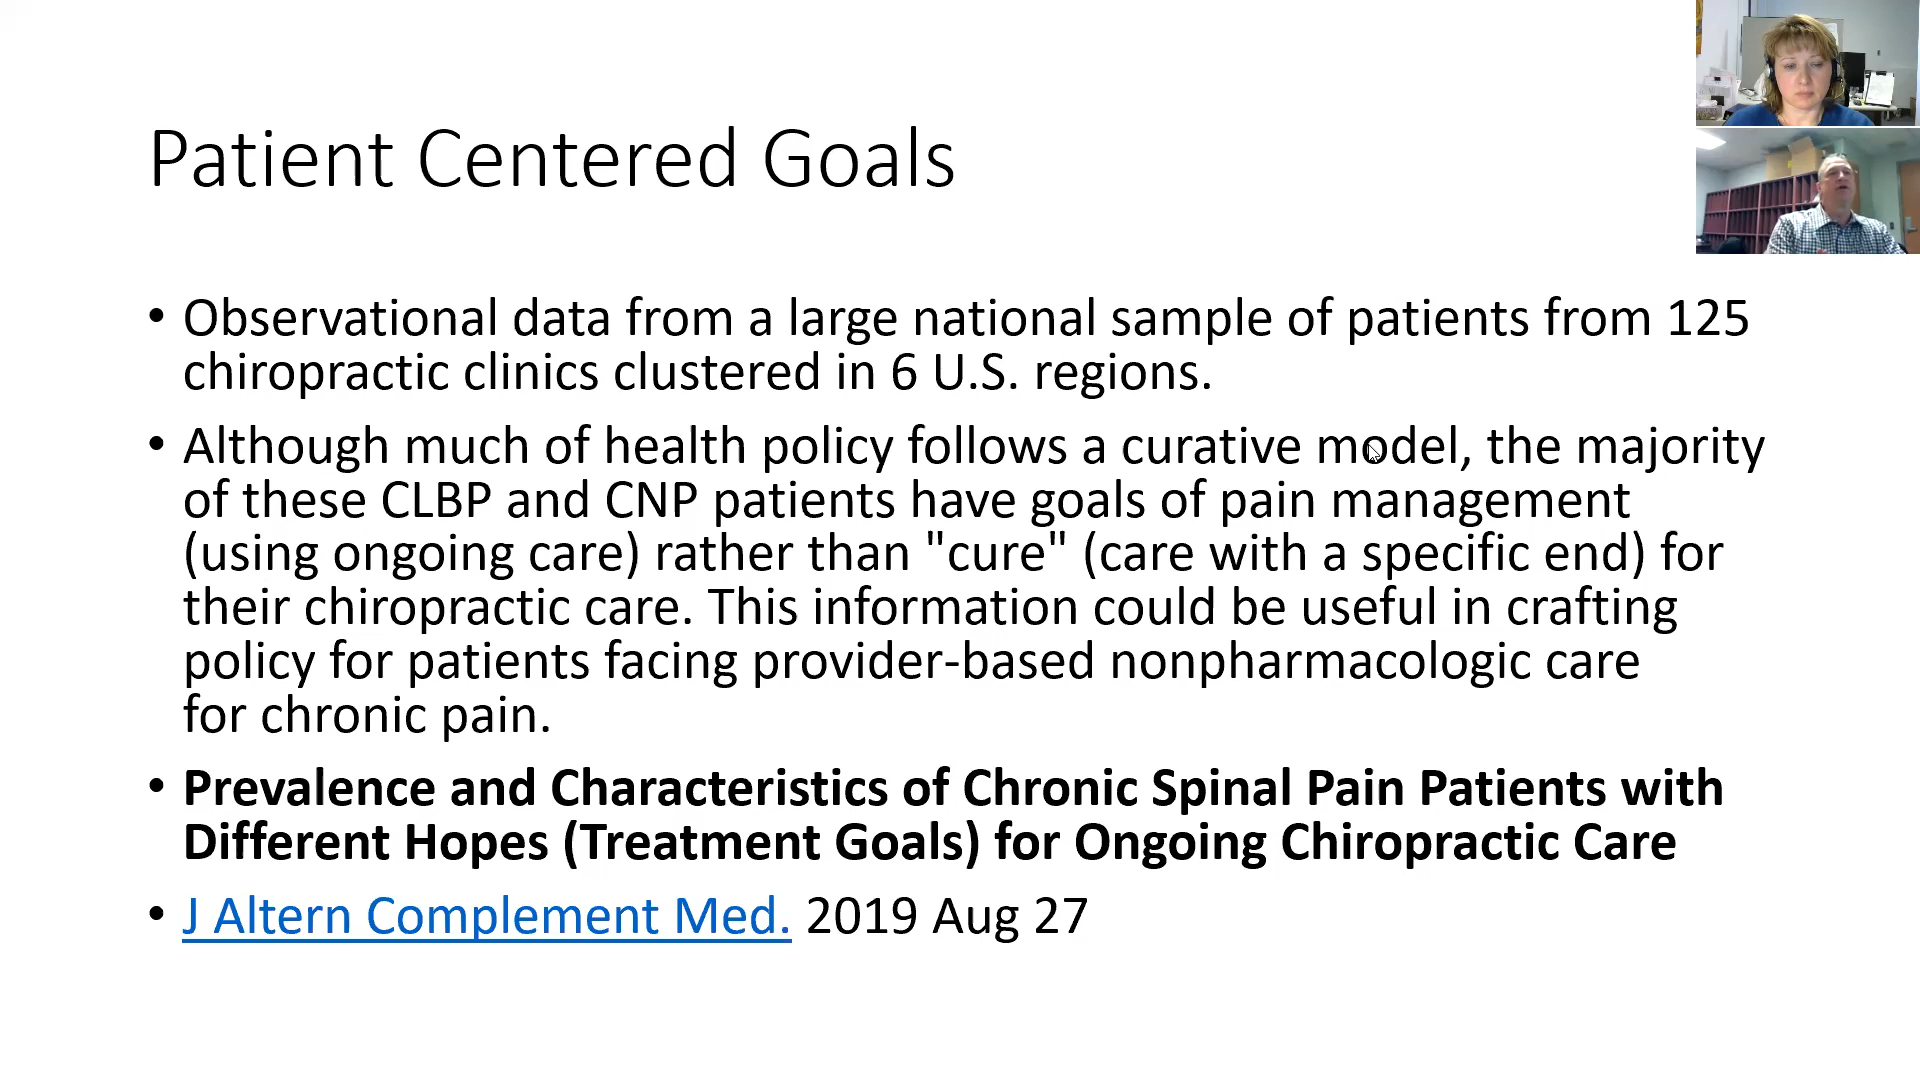 Patient Centered Goals
• Observational data from a large national sample of patients from 125
chiropractic clinics clustered in 6 U.S. regions.
• Although much of health policy follows a curative model, the majority
of these CLBP and CNP patients have goals of pain management
(using ongoing care) rather than "cure" (care with a specific end) for
their chiropractic care. This information could be useful in crafting
policy for patients facing provider-based nonpharmacologic care
for chronic pain.
• Prevalence and Characteristics of Chronic Spinal Pain Patients with
Different Hopes (Treatment Goals) for Ongoing Chiropractic Care
• J Altern Complement Med. 2019 Aug 27